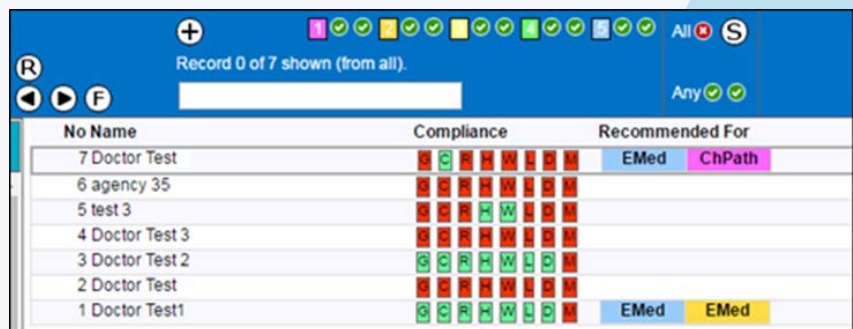 + 1 2 3 4 5 All S
R Record 0 of 7 shown (from all).
F Any
No Name Compliance Recommended For
7 Doctor Test G C R H W L D M EMed ChPath
6 agency 35 G C R H W L D M
5 test 3 G C R H W L D M
4 Doctor Test 3 G C R H W L D M
3 Doctor Test 2 G C R H W L D M
2 Doctor Test G C R H W L D M
1 Doctor Test1 G C R H W L D M EMed EMed